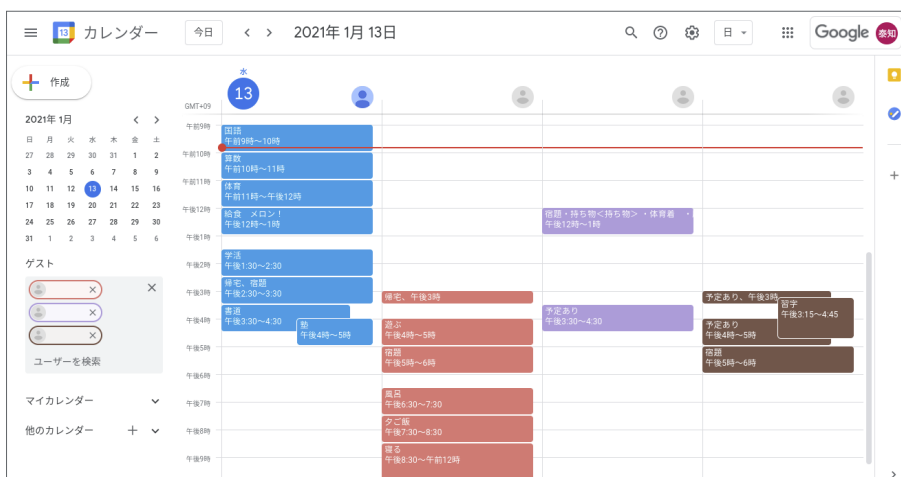 カレンダー
今日
2021年 1月 13日
日
Google
泰知
作成
2021年 1月
日 月 火 水 木 金 土
27 28 29 30 31 1 2
3 4 5 6 7 8 9
10 11 12 13 14 15 16
17 18 19 20 21 22 23
24 25 26 27 28 29 30
31 1 2 3 4 5 6
ゲスト
ユーザーを検索
マイカレンダー
他のカレンダー
水
13
GMT+09
午前9時
午前10時
午前11時
午後12時
午後1時
午後2時
午後3時
午後4時
午後5時
午後6時
午後7時
午後8時
午後9時
国語
午前9時～10時
算数
午前10時～11時
体育
午前11時～午後12時
給食 メロン！
午後12時～1時
学活
午後1:30～2:30
帰宅、宿題
午後2:30～3:30
書道
午後3:30～4:30
塾
午後4時～5時
帰宅、午後3時
遊ぶ
午後4時～5時
宿題
午後5時～6時
風呂
午後6:30～7:30
夕ご飯
午後7:30～8:30
寝る
午後8:30～午前12時
宿題・持ち物<持ち物> ・体育着 ・
午後12時～1時
予定あり
午後3:30～4:30
予定あり、午後3時
習字
午後3:15～4:45
予定あり
午後4時～5時
宿題
午後5時～6時